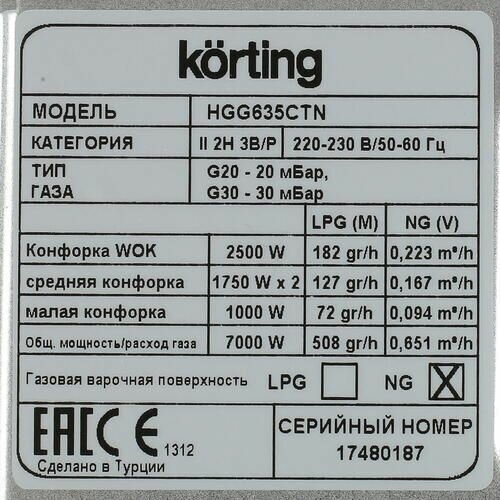 körting
МОДЕЛЬ HGG635CTN
КАТЕГОРИЯ II 2H 3B/P 220-230 В/50-60 Гц
ТИП ГАЗА G20 - 20 мБар,
G30 - 30 мБар
LPG (M) NG (V)
Конфорка WOK 2500 W 182 gr/h 0,223 m³/h
средняя конфорка 1750 W x 2 127 gr/h 0,167 m³/h
малая конфорка 1000 W 72 gr/h 0,094 m³/h
Общ. мощность/расход газа 7000 W 508 gr/h 0,651 m³/h
Газовая варочная поверхность LPG NG X
EAC CE 1312
Сделано в Турции
СЕРИЙНЫЙ НОМЕР
17480187